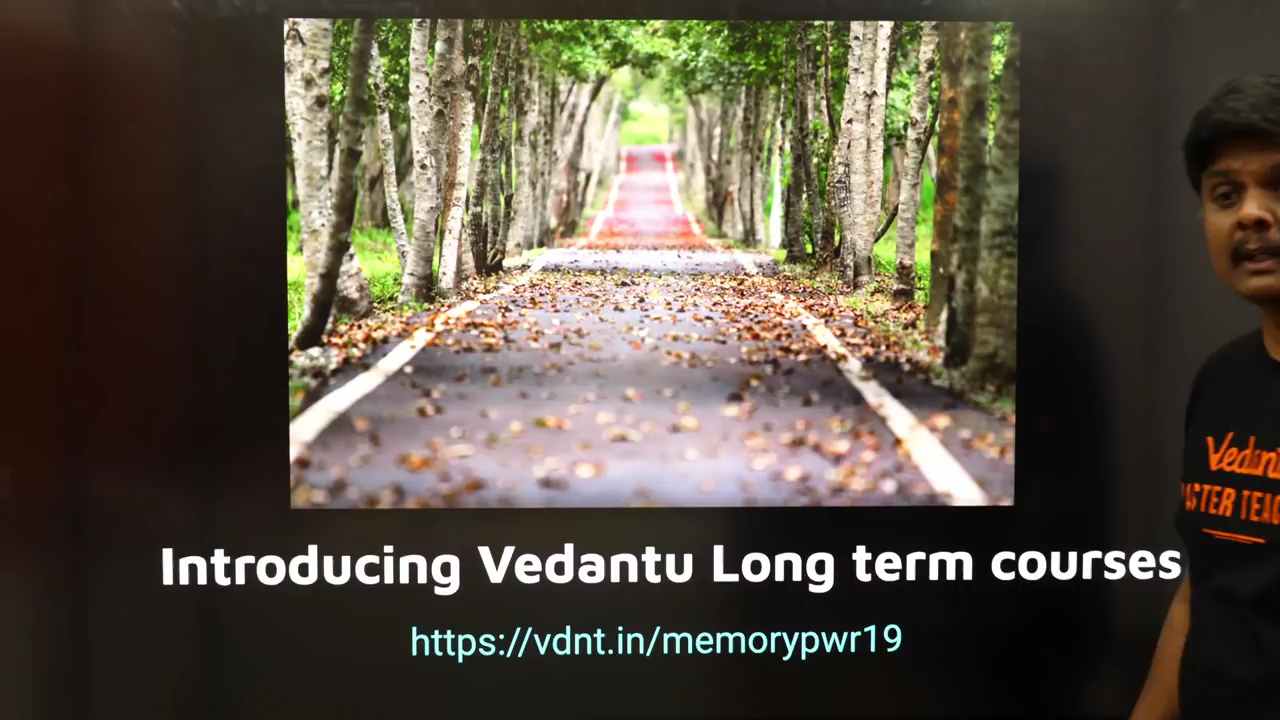 Introducing Vedantu Long term courses
https://vdnt.in/memorypwr19